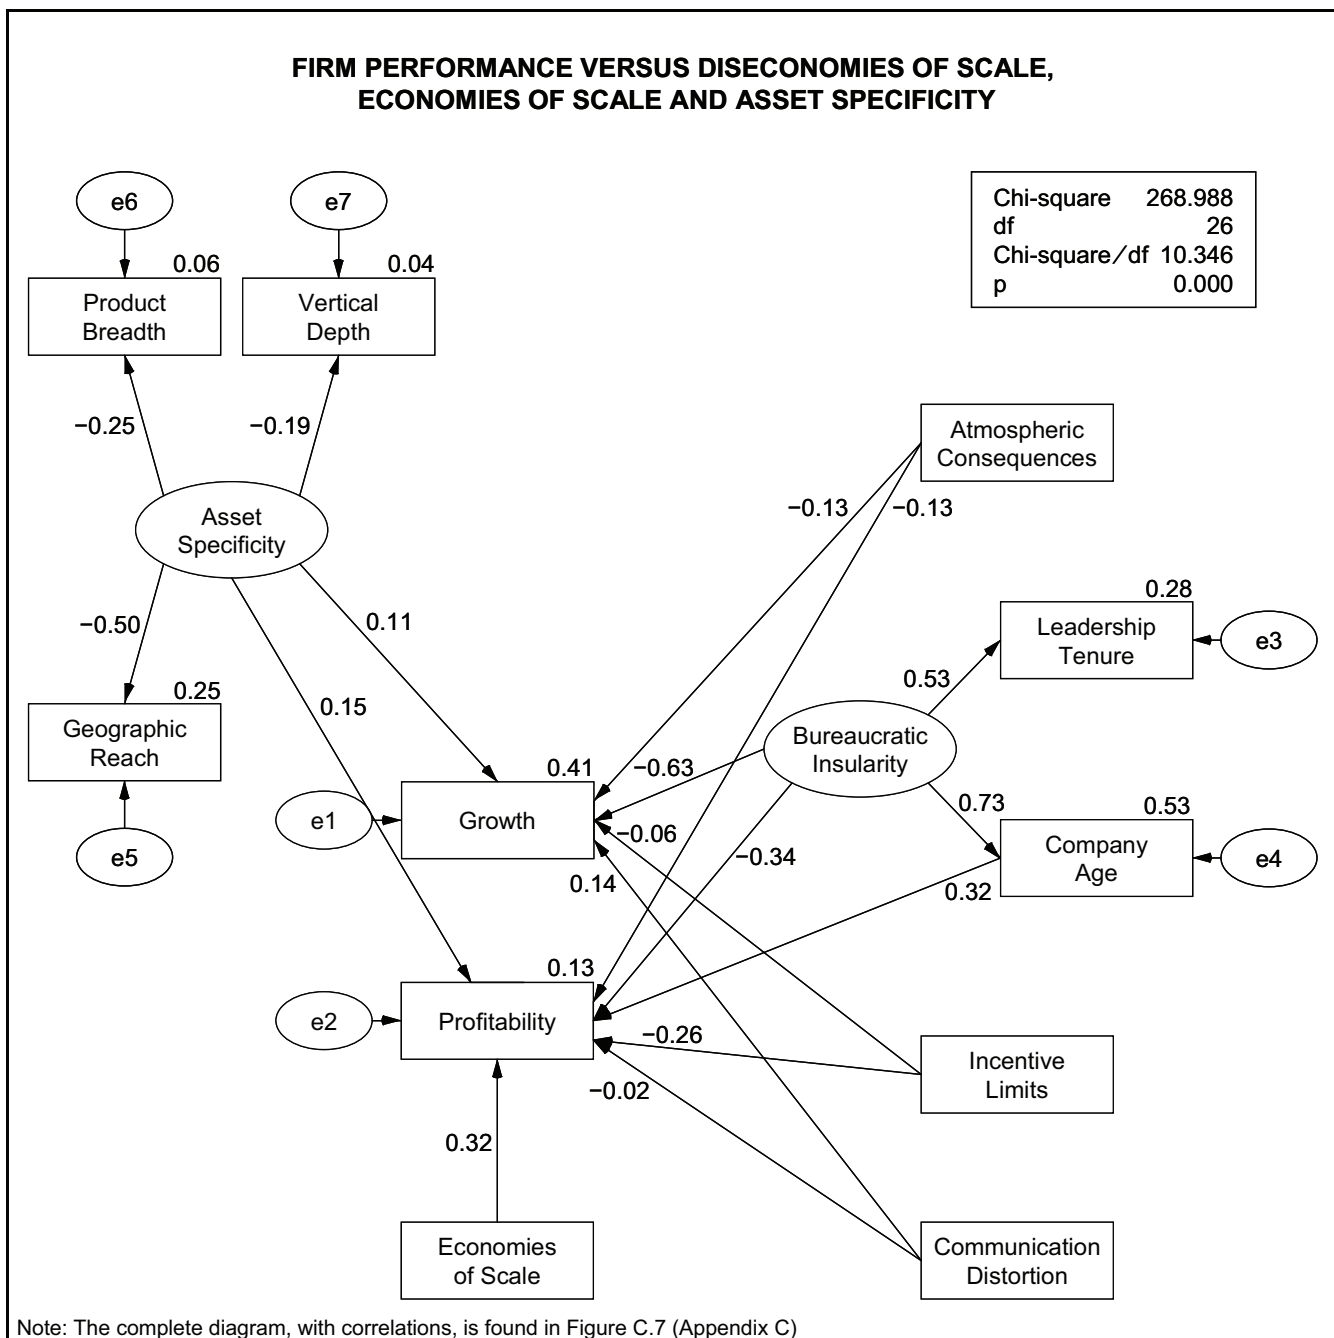 FIRM PERFORMANCE VERSUS DISECONOMIES OF SCALE,
ECONOMIES OF SCALE AND ASSET SPECIFICITY
e6
e7
Chi-square 268.988
df 26
Chi-square/df 10.346
p 0.000
0.06
0.04
Product
Breadth
Vertical
Depth
−0.25
−0.19
Atmospheric
Consequences
−0.13
−0.13
Asset
Specificity
−0.50
0.11
0.28
Leadership
Tenure
e3
0.53
0.25
Geographic
Reach
0.15
Bureaucratic
Insularity
0.41
−0.63
0.73
0.53
e1
Growth
−0.06
−0.34
Company
Age
e4
e5
0.14
0.32
0.13
e2
Profitability
−0.26
Incentive
Limits
−0.02
0.32
Economies
of Scale
Communication
Distortion
Note: The complete diagram, with correlations, is found in Figure C.7 (Appendix C)